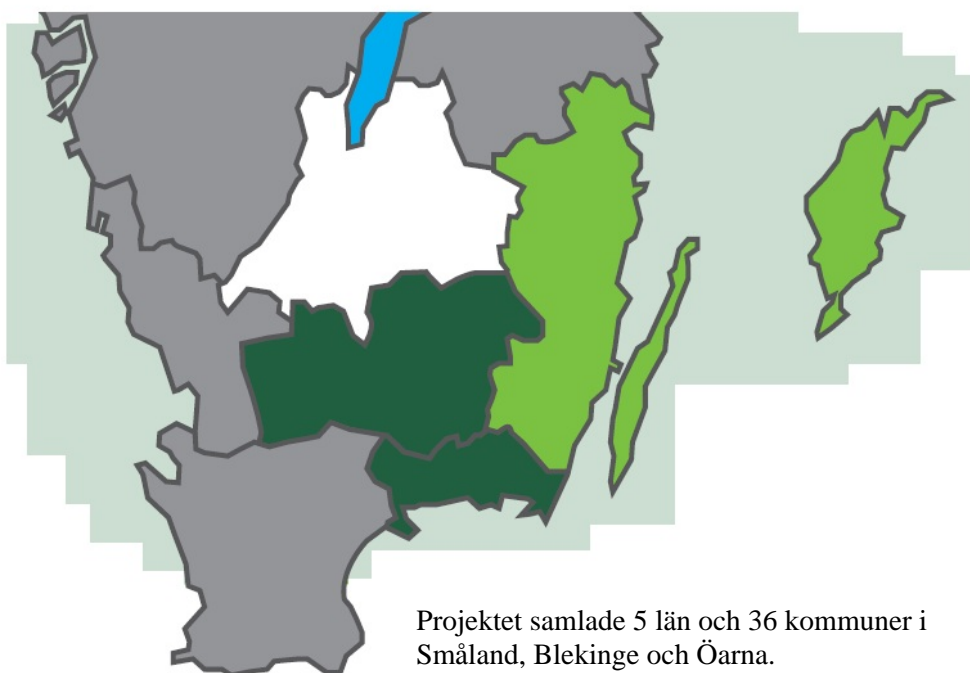 Projektet samlade 5 län och 36 kommuner i
Småland, Blekinge och Öarna.